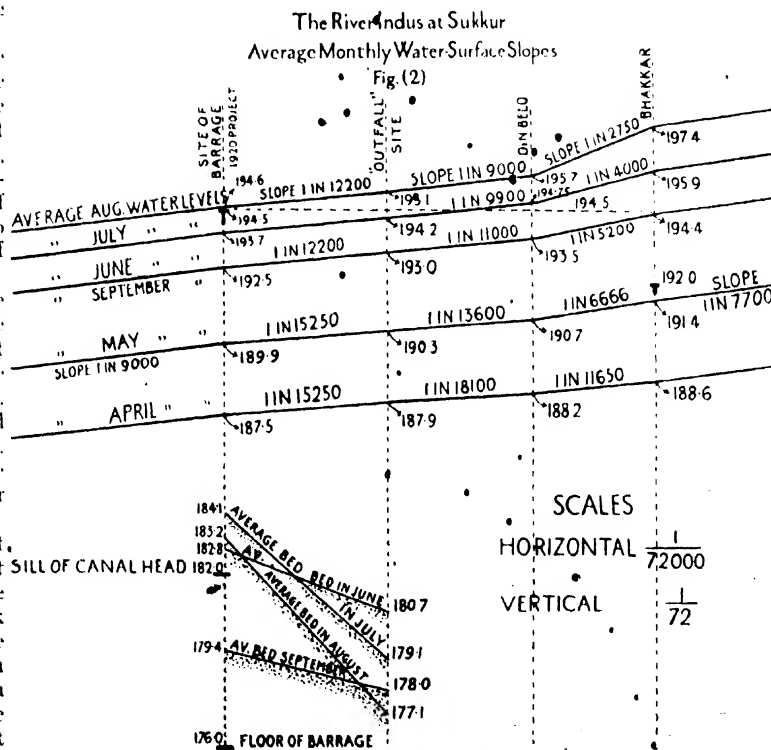 The River Indus at Sukkur
Average Monthly Water-Surface Slopes
Fig. (2)
SITE OF BARRAGE 1920 PROJECT
"OUTFALL" SITE
DIN BELO
BHAKKAR
AVERAGE AUG. WATER LEVELS
194.6
SLOPE 1 IN 12200
195.1
SLOPE 1 IN 9000
195.7
SLOPE 1 IN 2750
197.4
" JULY " "
194.5
193.7
194.2
1 IN 9900
194.75
1 IN 4000
194.5
195.9
" JUNE " "
" SEPTEMBER "
192.5
1 IN 12200
193.0
1 IN 11000
193.5
1 IN 5200
194.4
" MAY " "
SLOPE 1 IN 9000
189.9
1 IN 15250
190.3
1 IN 13600
190.7
1 IN 6666
192.0
191.4
SLOPE
1 IN 7700
" APRIL " "
187.5
1 IN 15250
187.9
1 IN 18100
188.2
1 IN 11650
188.6
184.1
183.2
182.8
SILL OF CANAL HEAD 182.0
179.4
176.0 FLOOR OF BARRAGE
AVERAGE BED IN JULY
AV. BED IN JUNE
AVERAGE BED IN AUGUST
AV. BED SEPTEMBER
180.7
179.1
178.0
177.1
SCALES
HORIZONTAL 1/72000
VERTICAL 1/72